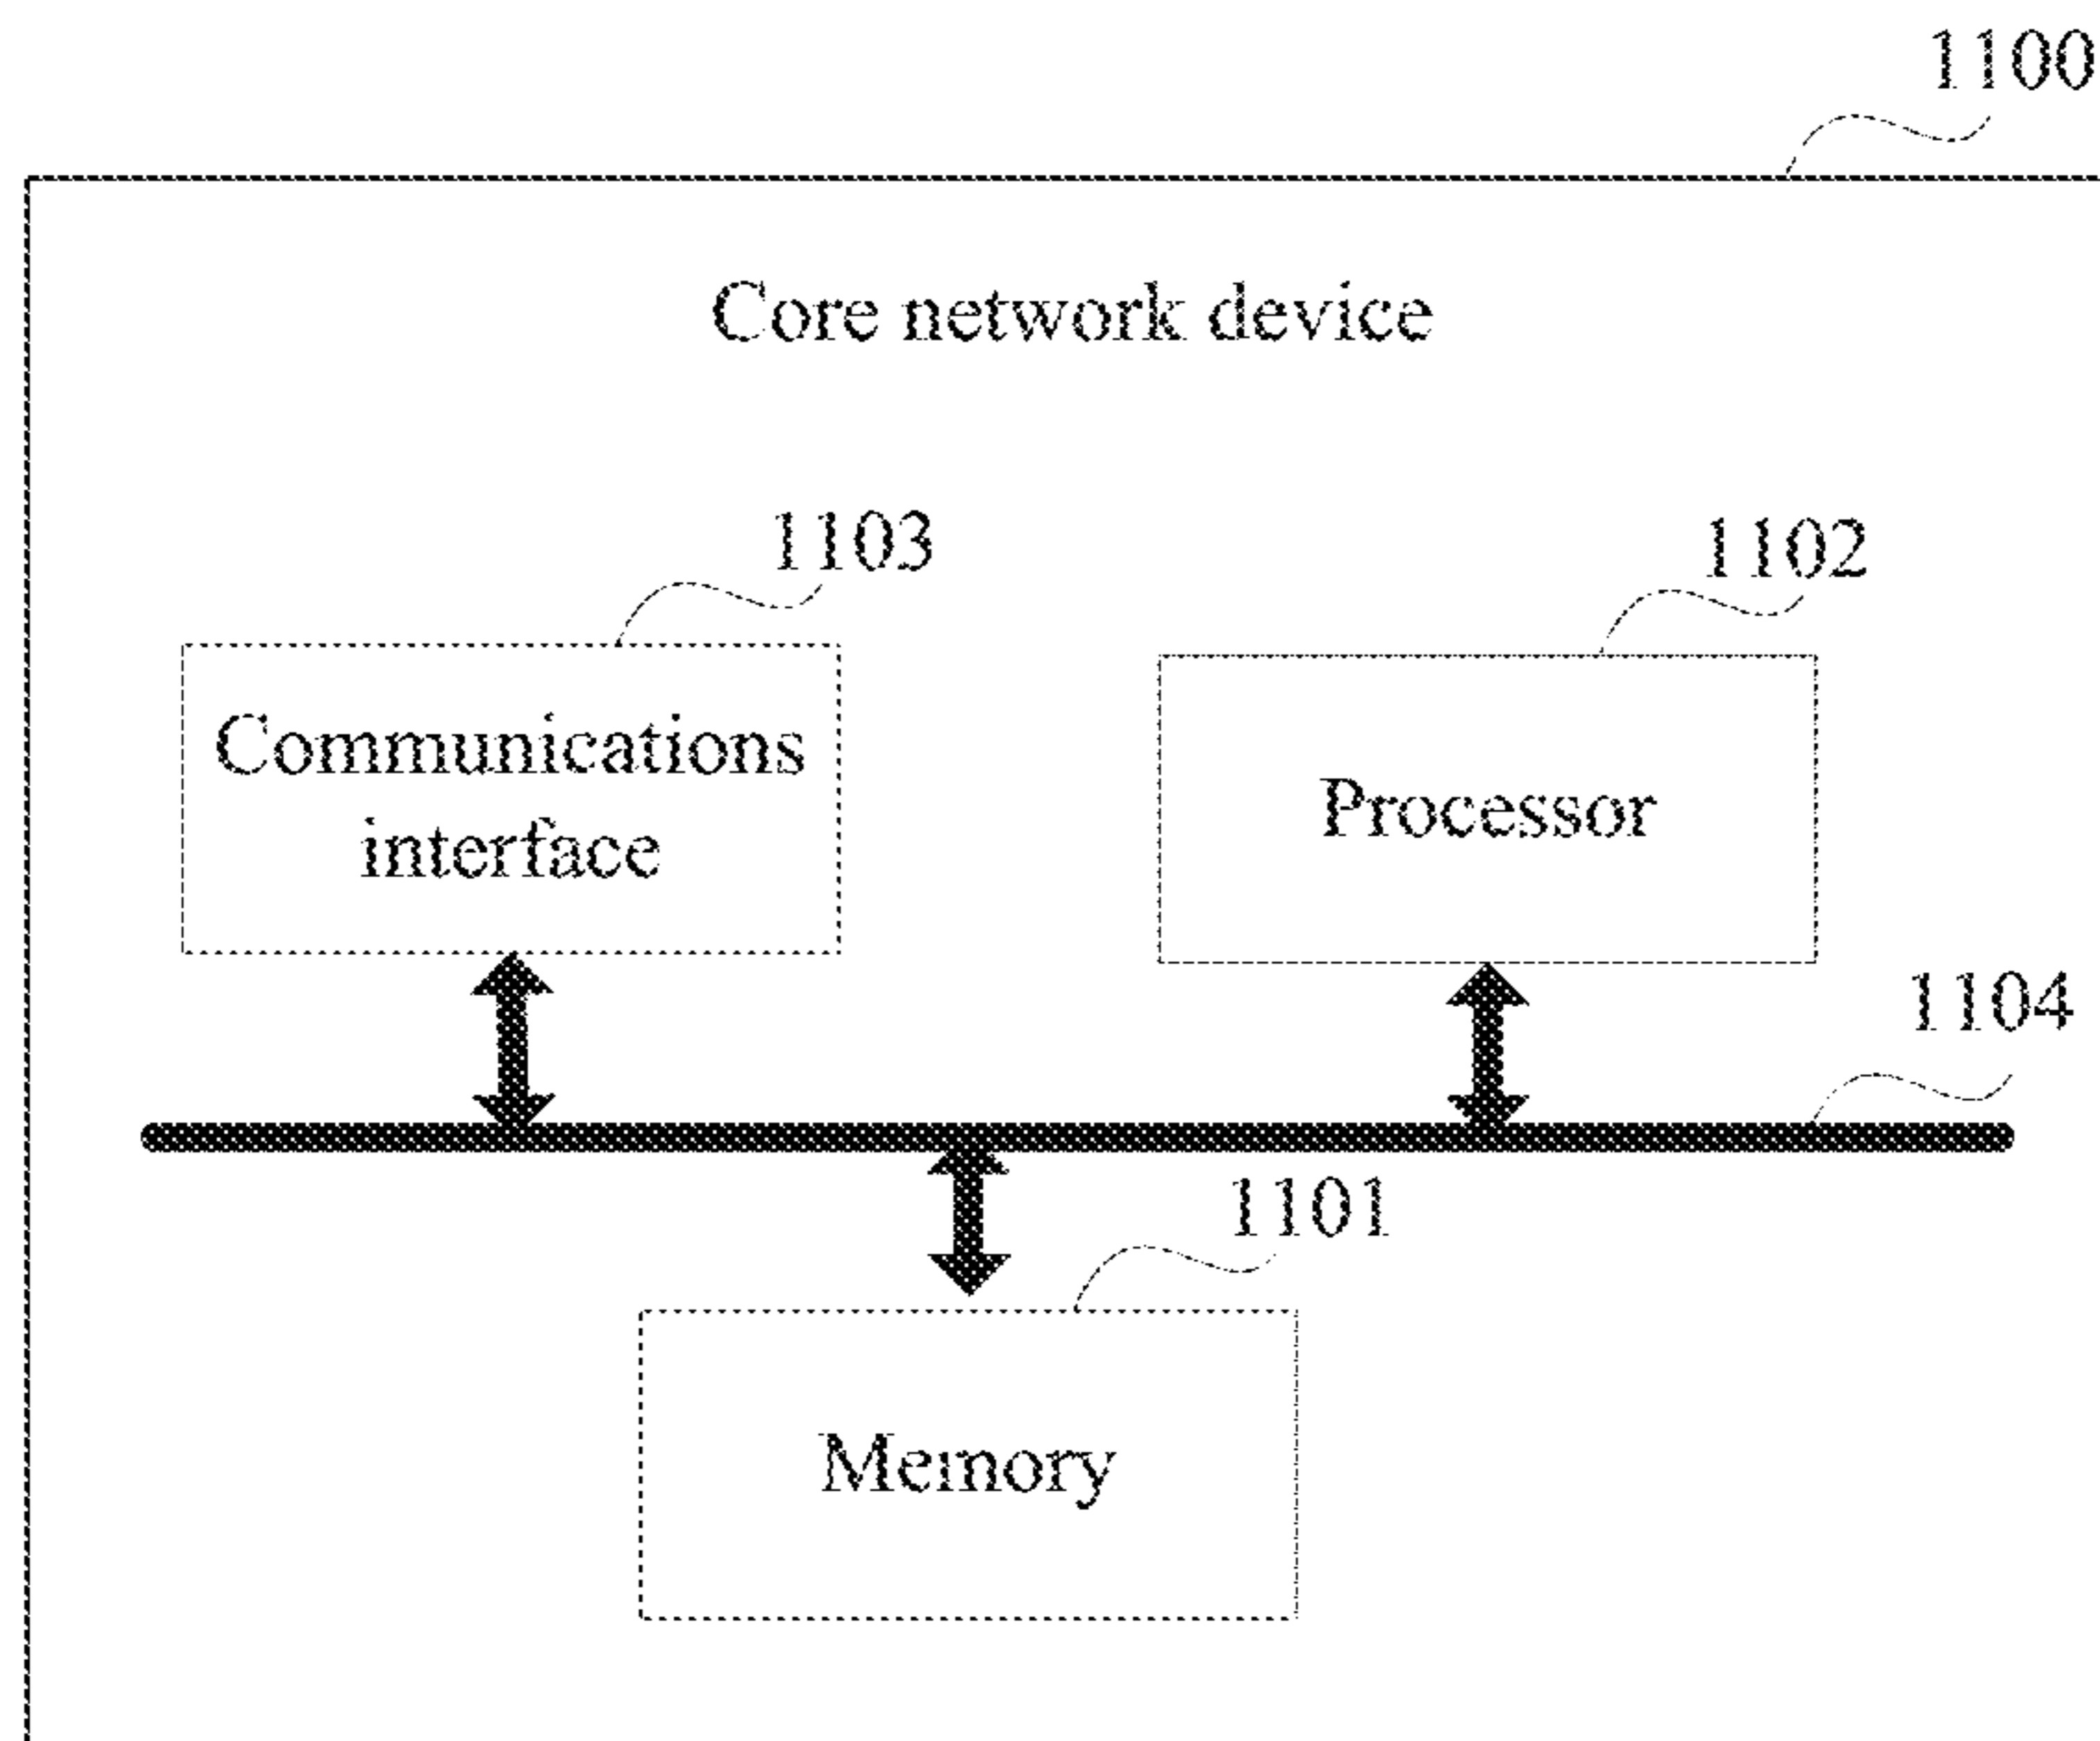 1100
Core network device
1103
1102
Communications
interface
Processor
1104
1101
Memory